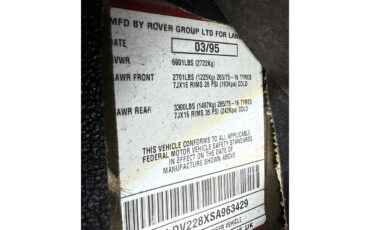 MFD BY ROVER GROUP LTD FOR LAN
DATE 03/95
GVWR 6001LBS (2722Kg)
GAWR FRONT 2701LBS (1225Kg) 265/75-16 TYRES
7JX16 RIMS 28 PSI (193Kpa) COLD
GAWR REAR 3300LBS (1497Kg) 265/75-16 TYRES
7JX16 RIMS 35 PSI (242Kpa) COLD
THIS VEHICLE CONFORMS TO ALL APPLICABLE
FEDERAL MOTOR VEHICLE SAFETY STANDARDS
IN EFFECT ON THE DATE OF
MANUFACTURE SHOWN ABOVE
DV228XSA963429
VEHICLE
UK